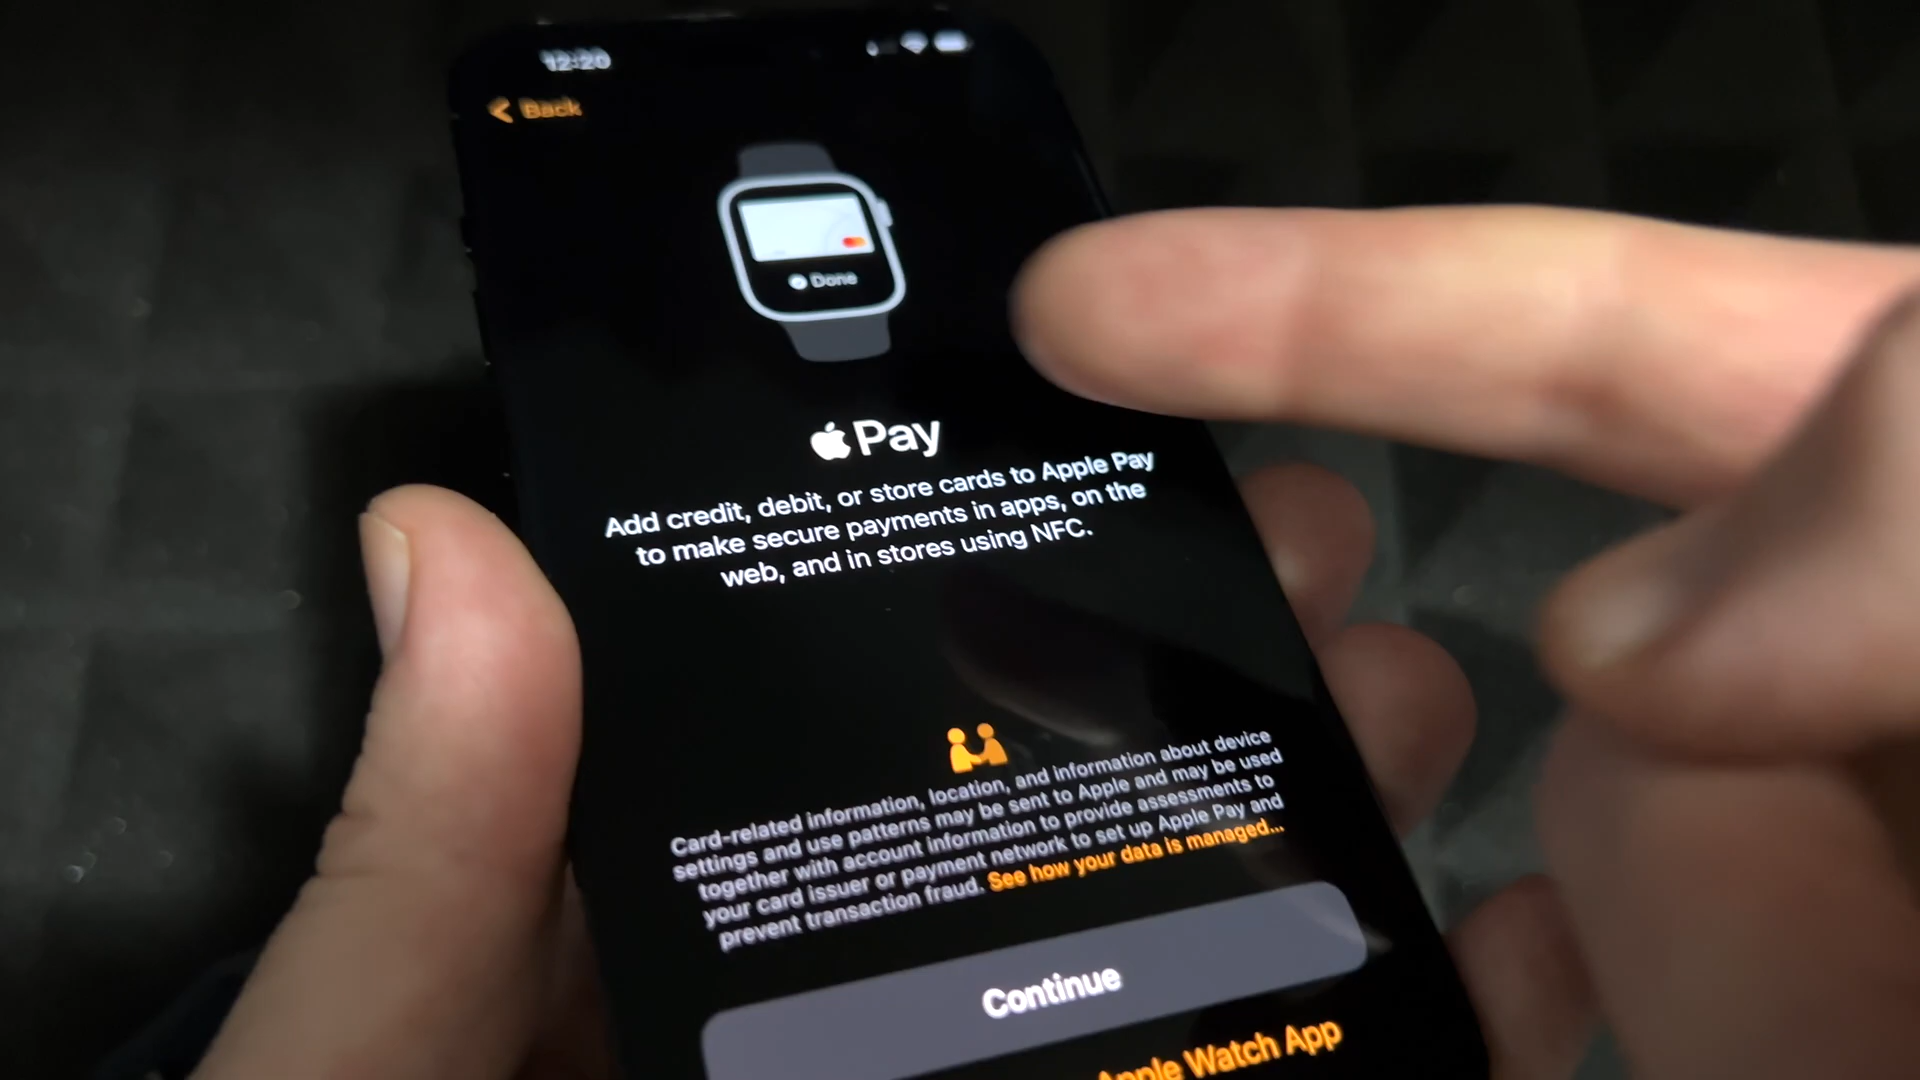 12:20
Back
Done
Pay
Add credit, debit, or store cards to Apple Pay
to make secure payments in apps, on the
web, and in stores using NFC.
Card-related information, location, and information about device
settings and use patterns may be sent to Apple and may be used
together with account information to provide assessments to
your card issuer or payment network to set up Apple Pay and
prevent transaction fraud. See how your data is managed...
Continue
Apple Watch App